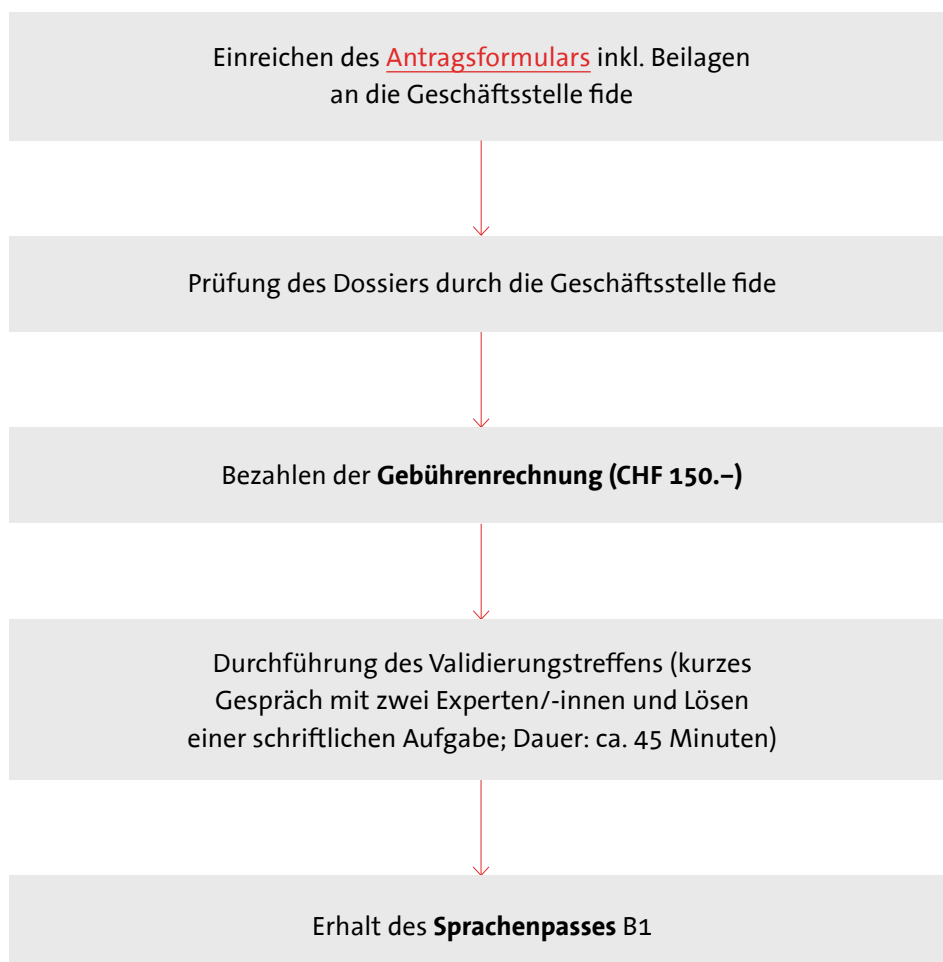 Einreichen des Antragsformulars inkl. Beilagen
an die Geschäftsstelle fide
Prüfung des Dossiers durch die Geschäftsstelle fide
Bezahlen der Gebührenrechnung (CHF 150.–)
Durchführung des Validierungstreffens (kurzes
Gespräch mit zwei Experten/-innen und Lösen
einer schriftlichen Aufgabe; Dauer: ca. 45 Minuten)
Erhalt des Sprachenpasses B1